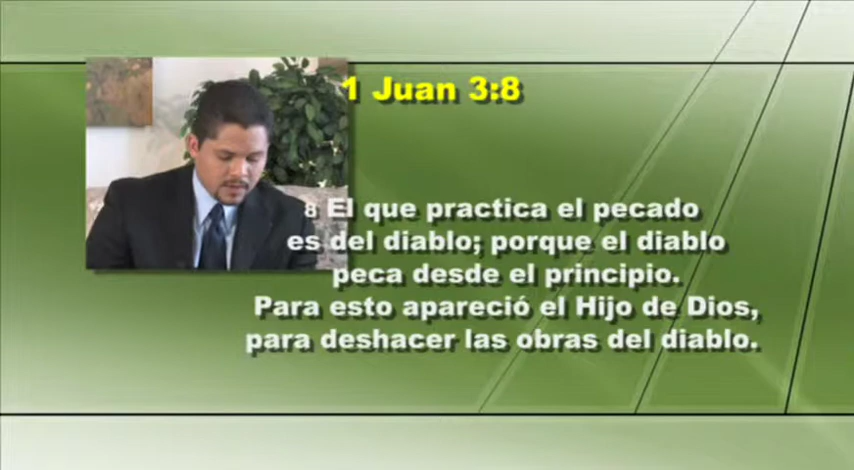 1 Juan 3:8
8 El que practica el pecado
es del diablo; porque el diablo
peca desde el principio.
Para esto apareció el Hijo de Dios,
para deshacer las obras del diablo.